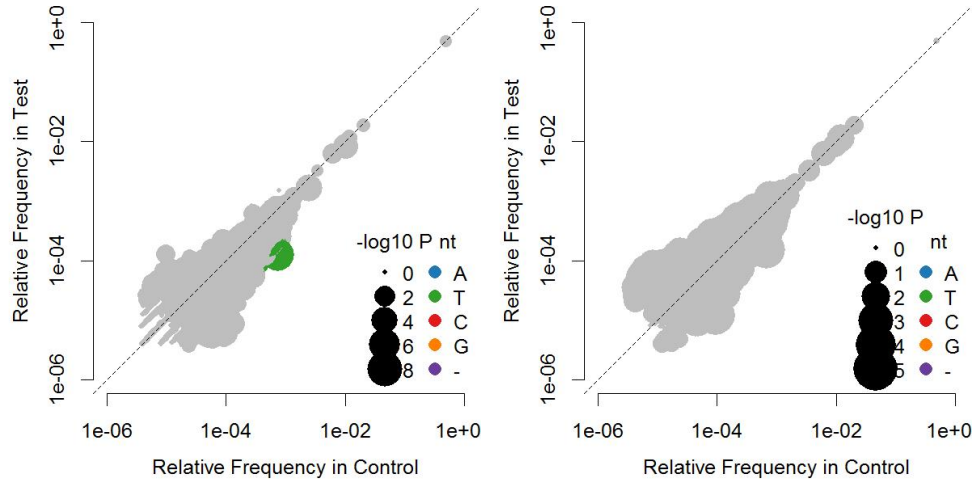 Relative Frequency in Test
1e+0
1e-02
1e-04
1e-06
-log10 P nt
0 A
2 T
4 C
6 G
8 -
1e-06 1e-04 1e-02 1e+0
Relative Frequency in Control
Relative Frequency in Test
1e+0
1e-02
1e-04
1e-06
-log10 P
nt
0
1 A
2 T
3 C
4 G
5 -
1e-06 1e-04 1e-02 1e+0
Relative Frequency in Control